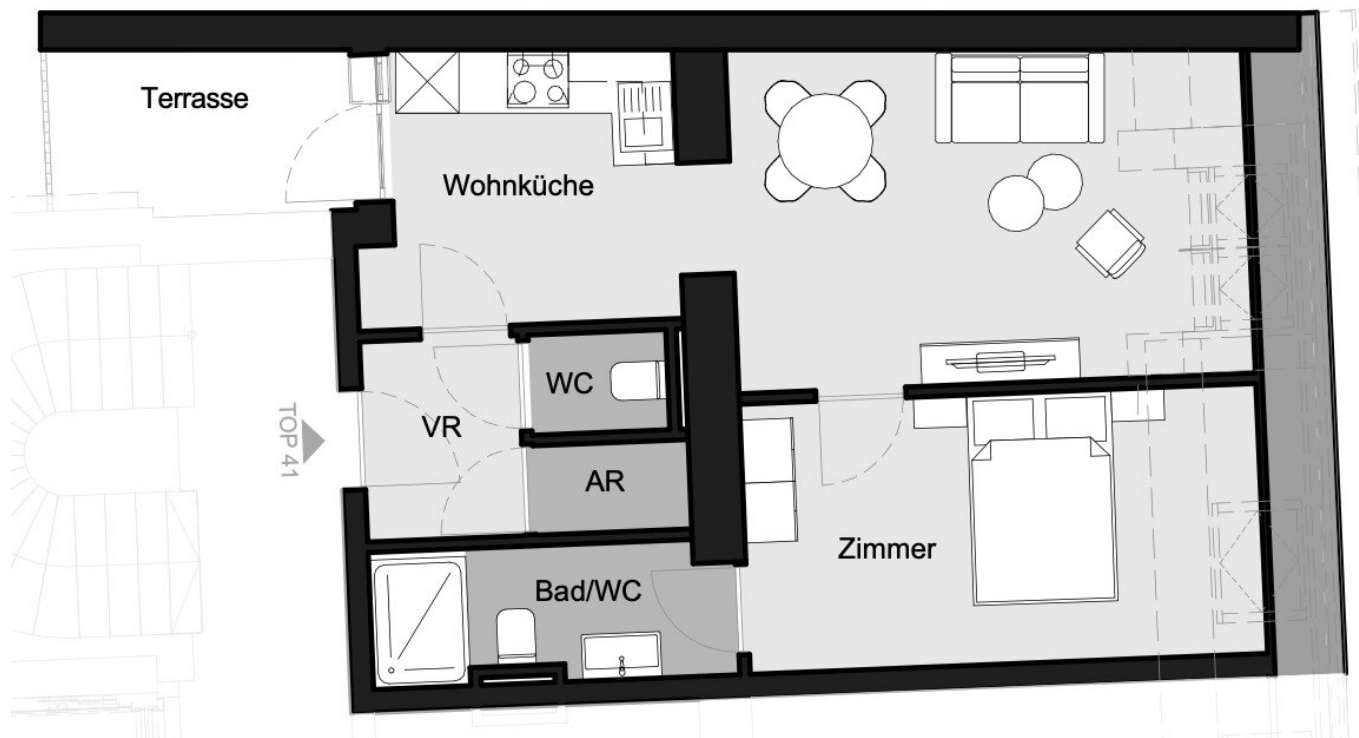 Terrasse
Wohnküche
WC
VR
TOP 41
AR
Zimmer
Bad/WC